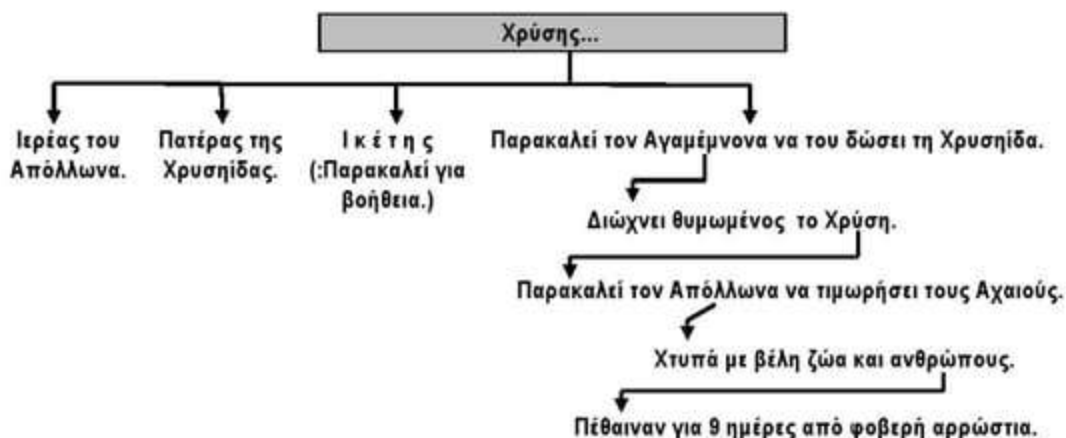 Χρύσης...
Ιερέας του
Απόλλωνα.
Πατέρας της
Χρυσηίδας.
Ι κ έ τ η ς
(:Παρακαλεί για
βοήθεια.)
Παρακαλεί τον Αγαμέμνονα να του δώσει τη Χρυσηίδα.
Διώχνει θυμωμένος το Χρύση.
Παρακαλεί τον Απόλλωνα να τιμωρήσει τους Αχαιούς.
Χτυπά με βέλη ζώα και ανθρώπους.
Πέθαιναν για 9 ημέρες από φοβερή αρρώστια.